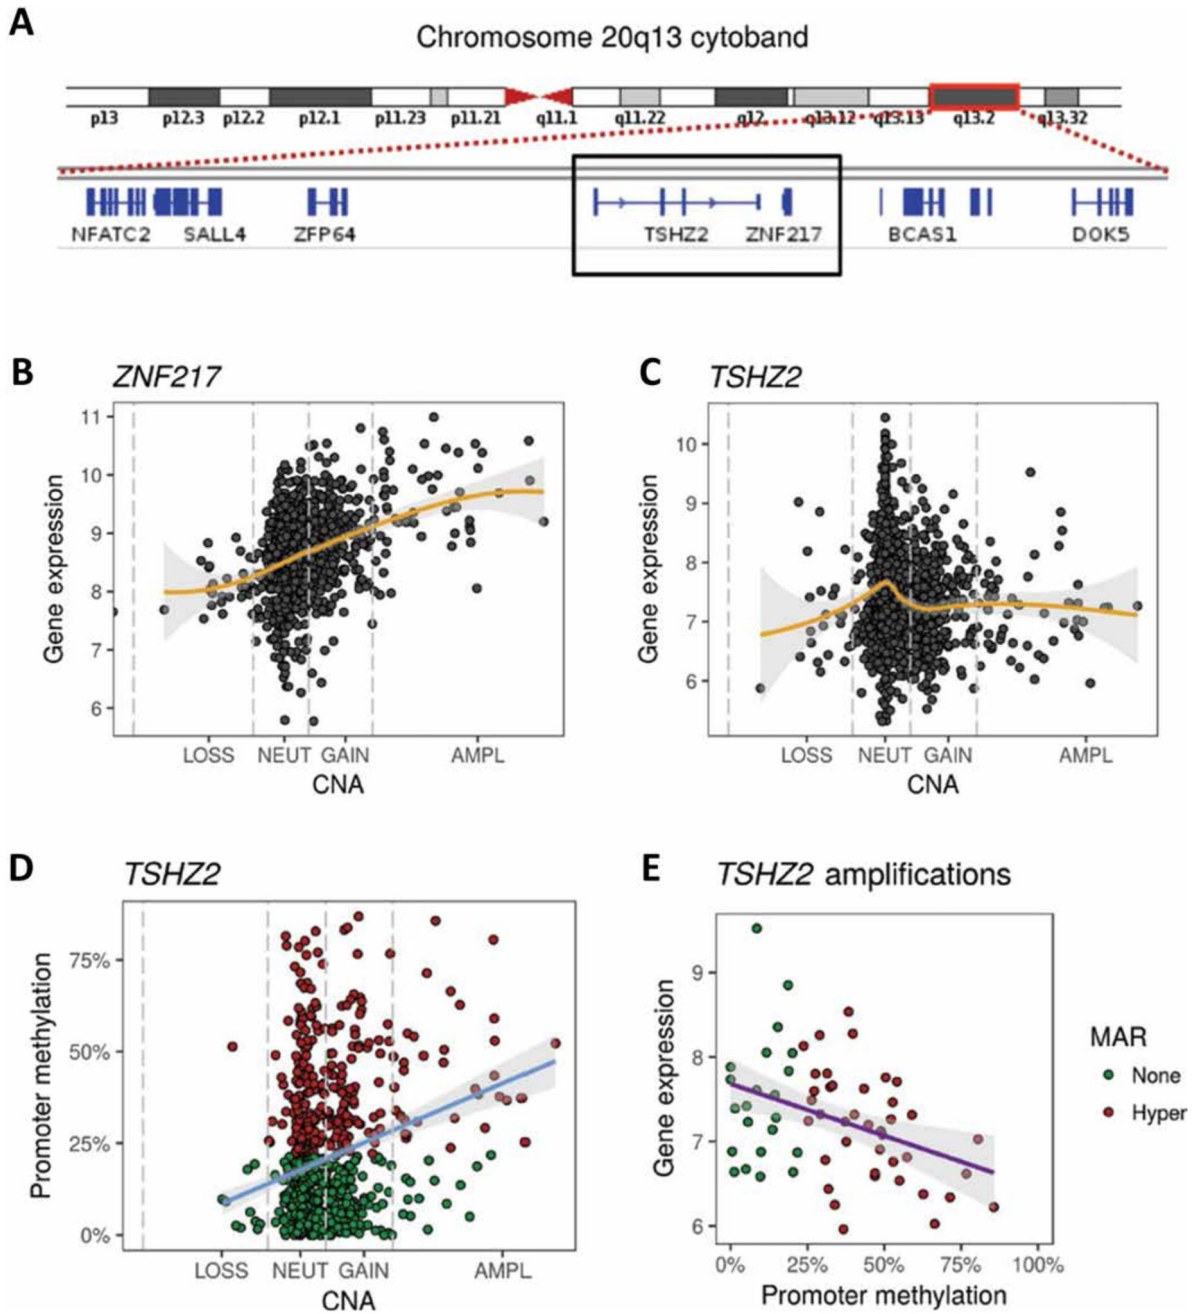 A
Chromosome 20q13 cytoband
p13 p12.3 p12.2 p12.1 p11.23 p11.21 q11.1 q11.22 q12 q13.12 q13.13 q13.2 q13.32
NFATC2 SALL4 ZFP64 TSHZ2 ZNF217 BCAS1 DOK5
B ZNF217
Gene expression
11
10
9
8
7
6
LOSS NEUT GAIN AMPL
CNA
C TSHZ2
Gene expression
10
9
8
7
6
LOSS NEUT GAIN AMPL
CNA
D TSHZ2
Promoter methylation
75%
50%
25%
0%
LOSS NEUT GAIN AMPL
CNA
E TSHZ2 amplifications
Gene expression
9
8
7
6
0% 25% 50% 75% 100%
Promoter methylation
MAR
None
Hyper